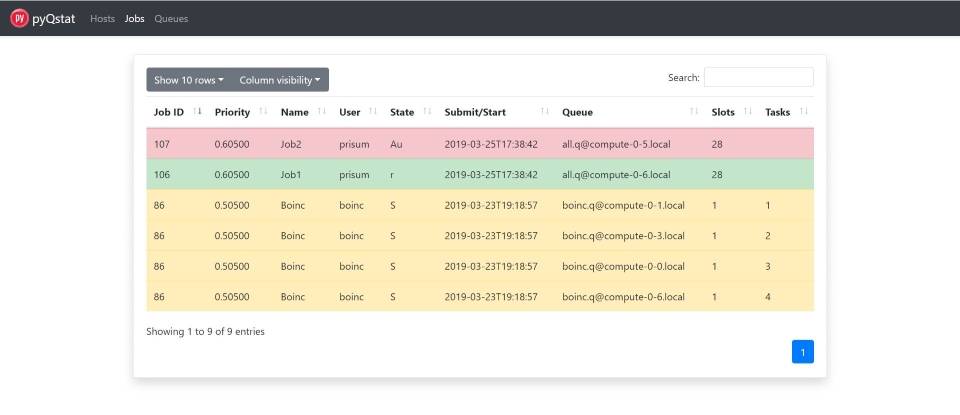 py pyQstat Hosts Jobs Queues
Show 10 rows Column visibility Search:
Job ID Priority Name User State Submit/Start Queue Slots Tasks
107 0.60500 Job2 prisum Au 2019-03-25T17:38:42 all.q@compute-0-5.local 28
106 0.60500 Job1 prisum r 2019-03-25T17:38:42 all.q@compute-0-6.local 28
86 0.50500 Boinc boinc S 2019-03-23T19:18:57 boinc.q@compute-0-1.local 1 1
86 0.50500 Boinc boinc S 2019-03-23T19:18:57 boinc.q@compute-0-3.local 1 2
86 0.50500 Boinc boinc S 2019-03-23T19:18:57 boinc.q@compute-0-0.local 1 3
86 0.50500 Boinc boinc S 2019-03-23T19:18:57 boinc.q@compute-0-6.local 1 4
Showing 1 to 9 of 9 entries
1